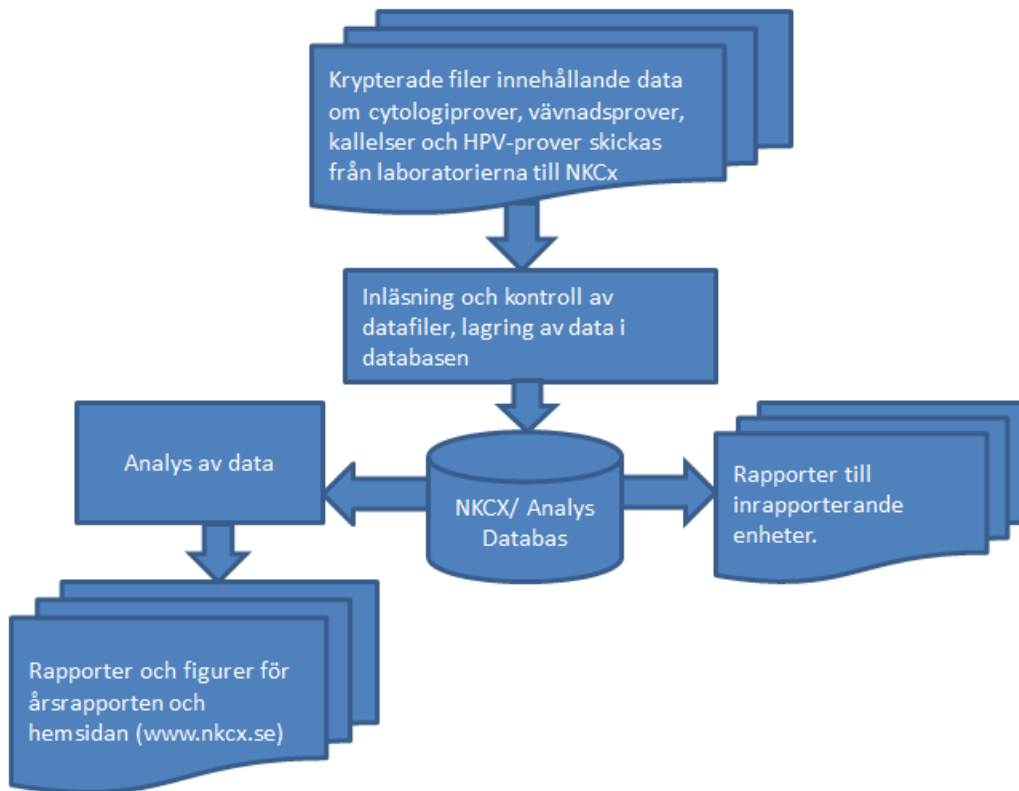 Krypterade filer innehållande data
om cytologiprover, vävnadsprover,
kallelser och HPV-prover skickas
från laboratorierna till NKCx
Inläsning och kontroll av
datafiler, lagring av data i
databasen
Analys av data
NKCX/ Analys
Databas
Rapporter till
inrapporterande
enheter.
Rapporter och figurer för
årsrapporten och
hemsidan (www.nkcx.se)